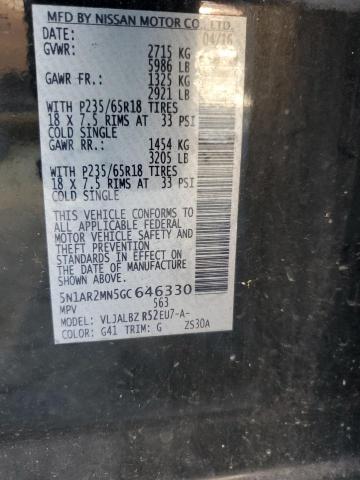 MFD BY NISSAN MOTOR CO., LTD.
DATE: 04/16
GVWR: 2715 KG
5986 LB
GAWR FR.: 1325 KG
2921 LB
WITH P235/65R18 TIRES
18 X 7.5 RIMS AT 33 PSI
COLD SINGLE
GAWR RR.: 1454 KG
3205 LB
WITH P235/65R18 TIRES
18 X 7.5 RIMS AT 33 PSI
COLD SINGLE
THIS VEHICLE CONFORMS TO
ALL APPLICABLE FEDERAL
MOTOR VEHICLE SAFETY AND
THEFT PREVENTION
STANDARDS IN EFFECT ON
THE DATE OF MANUFACTURE
SHOWN ABOVE.
5N1AR2MN5GC646330
MPV 563
MODEL: VLJALBZ R52EU7-A-
COLOR: G41 TRIM: G ZS30A